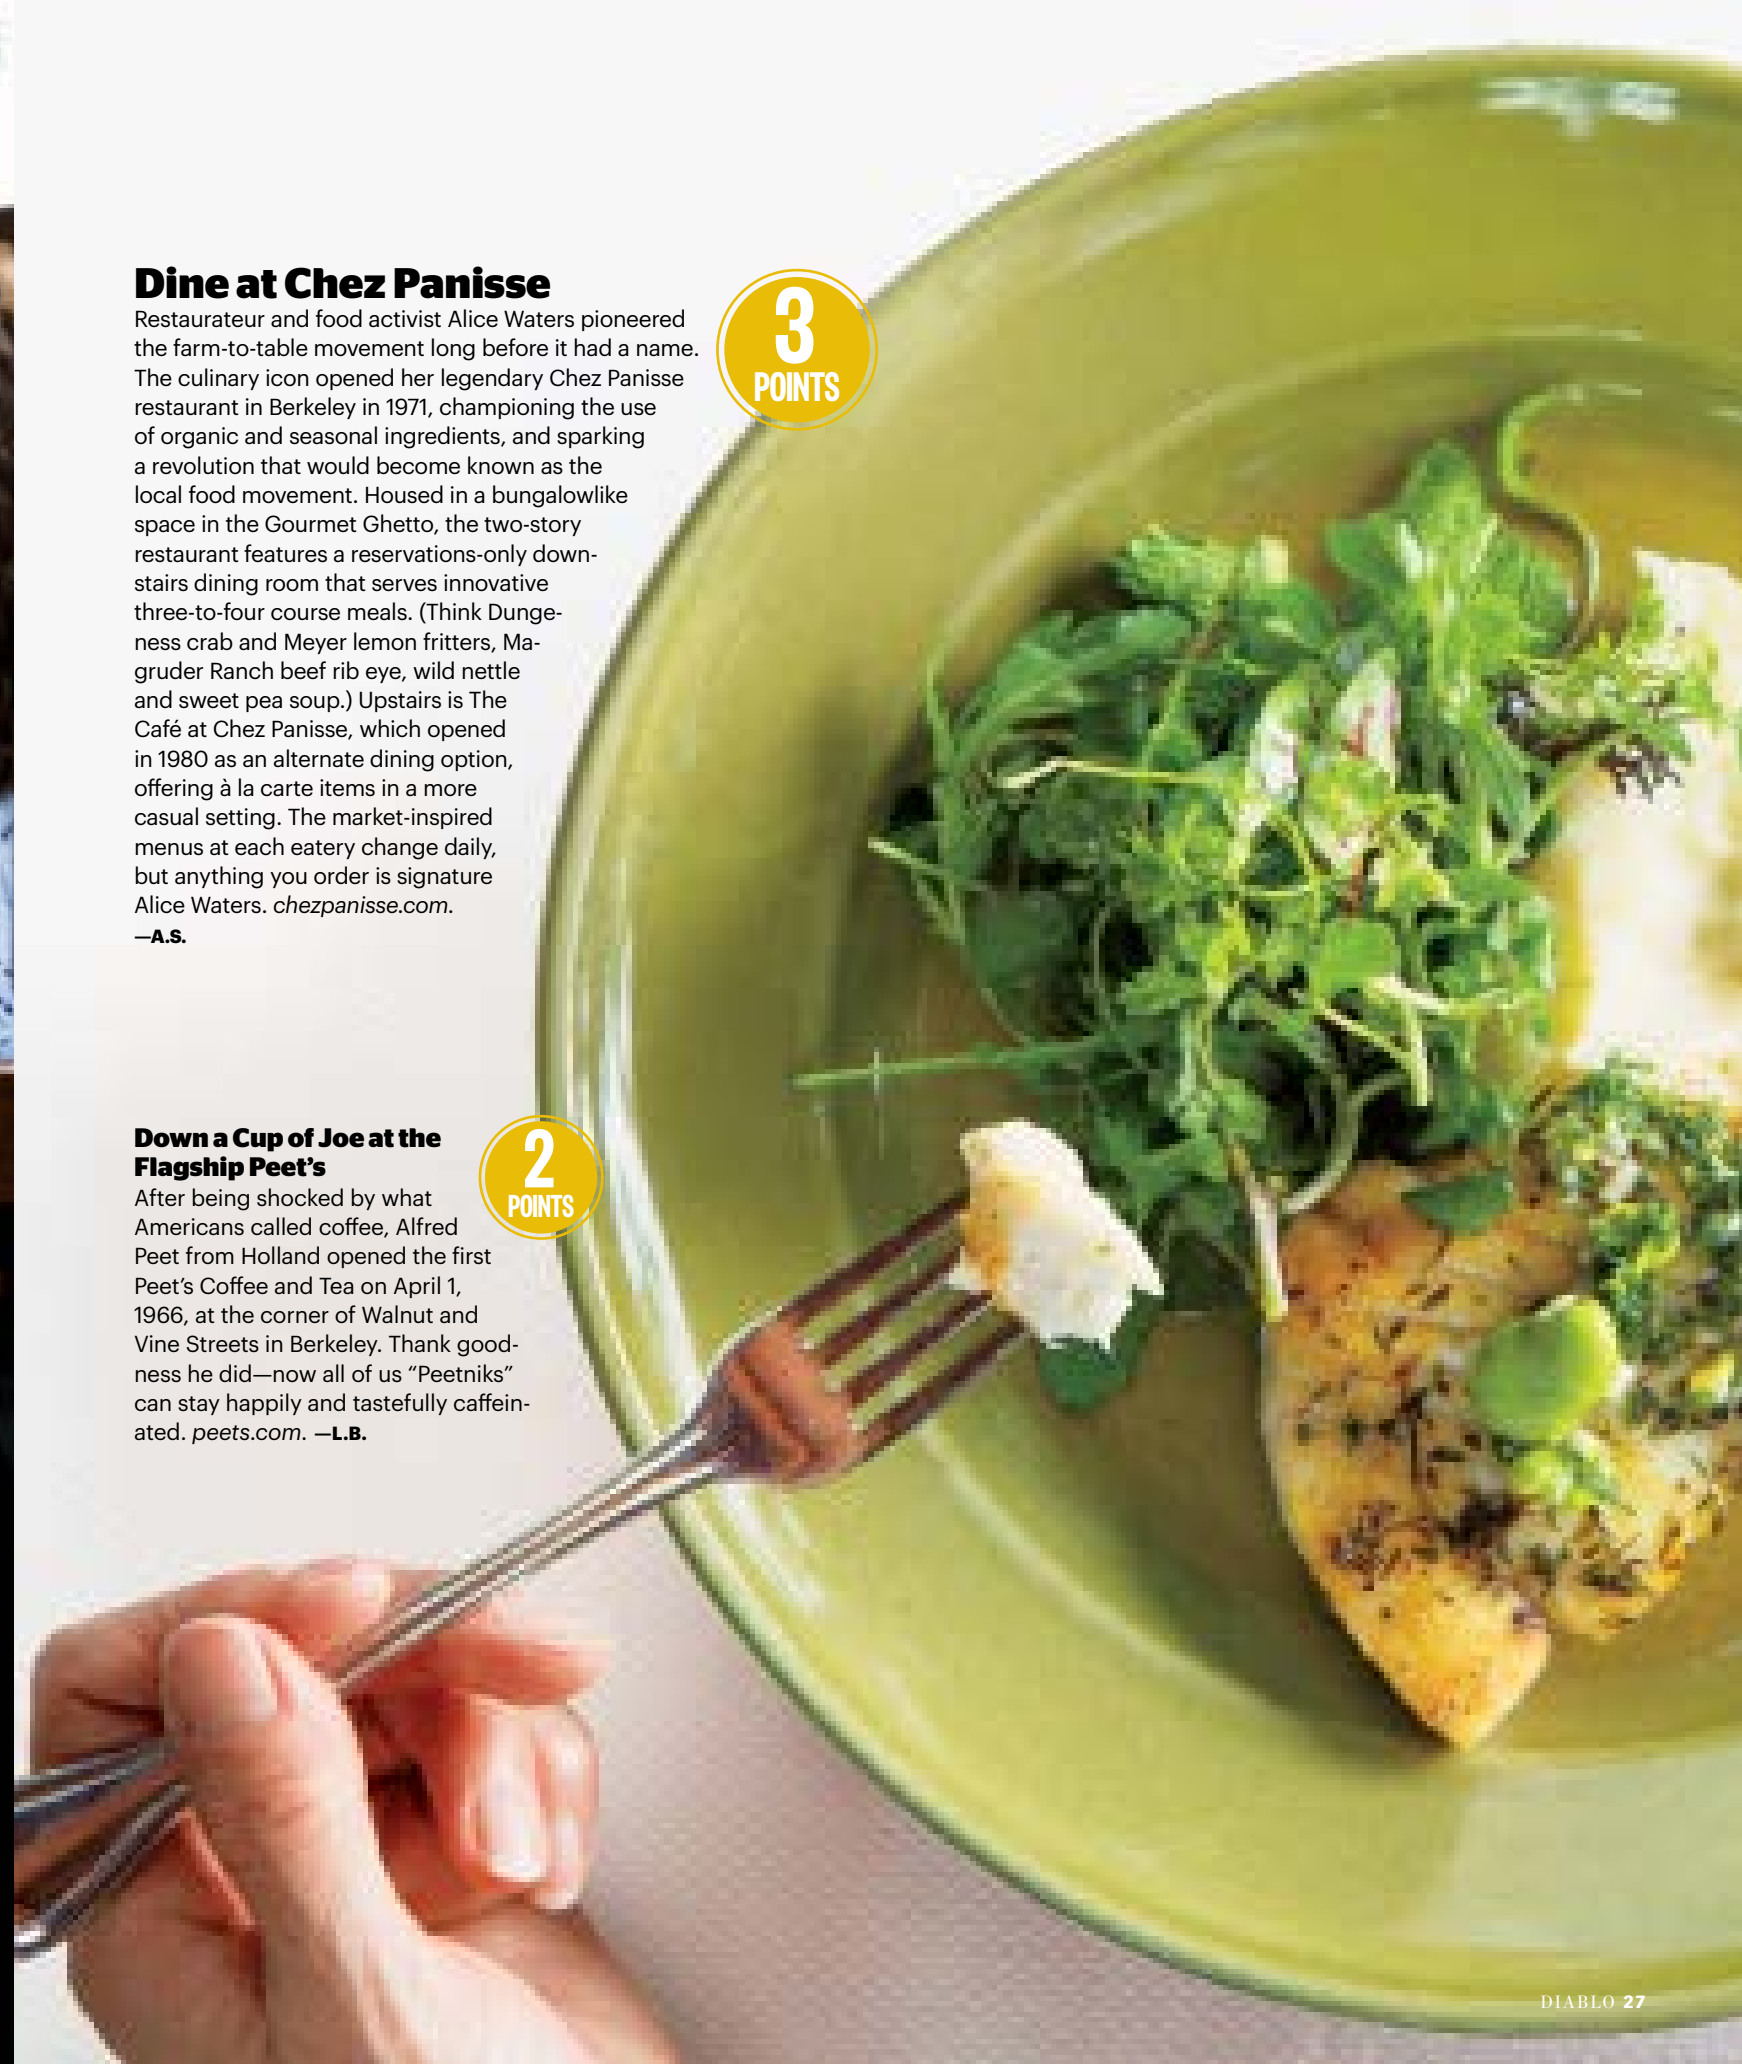 Dine at Chez Panisse
Restaurateur and food activist Alice Waters pioneered
the farm-to-table movement long before it had a name.
The culinary icon opened her legendary Chez Panisse
restaurant in Berkeley in 1971, championing the use
of organic and seasonal ingredients, and sparking
a revolution that would become known as the
local food movement. Housed in a bungalowlike
space in the Gourmet Ghetto, the two-story
restaurant features a reservations-only down-
stairs dining room that serves innovative
three-to-four course meals. (Think Dunge-
ness crab and Meyer lemon fritters, Ma-
gruder Ranch beef rib eye, wild nettle
and sweet pea soup.) Upstairs is The
Café at Chez Panisse, which opened
in 1980 as an alternate dining option,
offering à la carte items in a more
casual setting. The market-inspired
menus at each eatery change daily,
but anything you order is signature
Alice Waters. chezpanisse.com.
—A.S.
3
POINTS
Down a Cup of Joe at the
Flagship Peet’s
After being shocked by what
Americans called coffee, Alfred
Peet from Holland opened the first
Peet’s Coffee and Tea on April 1,
1966, at the corner of Walnut and
Vine Streets in Berkeley. Thank good-
ness he did—now all of us “Peetniks”
can stay happily and tastefully caffein-
ated. peets.com. —L.B.
2
POINTS
DIABLO 27